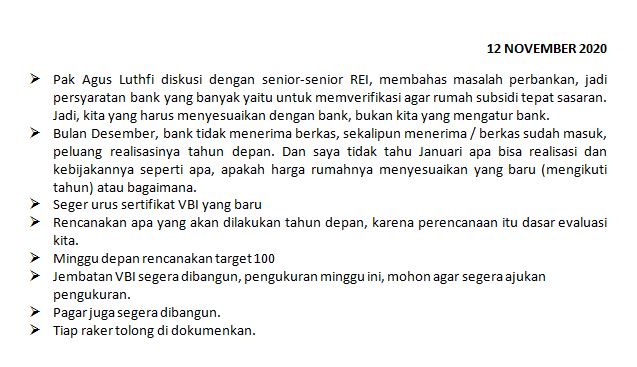 12 NOVEMBER 2020
➤ Pak Agus Luthfi diskusi dengan senior-senior REI, membahas masalah perbankan, jadi
persyaratan bank yang banyak yaitu untuk memverifikasi agar rumah subsidi tepat sasaran.
Jadi, kita yang harus menyesuaikan dengan bank, bukan kita yang mengatur bank.
➤ Bulan Desember, bank tidak menerima berkas, sekalipun menerima / berkas sudah masuk,
peluang realisasinya tahun depan. Dan saya tidak tahu Januari apa bisa realisasi dan
kebijakannya seperti apa, apakah harga rumahnya menyesuaikan yang baru (mengikuti
tahun) atau bagaimana.
➤ Seger urus sertifikat VBI yang baru
➤ Rencanakan apa yang akan dilakukan tahun depan, karena perencanaan itu dasar evaluasi
kita.
➤ Minggu depan rencanakan target 100
➤ Jembatan VBI segera dibangun, pengukuran minggu ini, mohon agar segera ajukan
pengukuran.
➤ Pagar juga segera dibangun.
➤ Tiap raker tolong di dokumenkan.